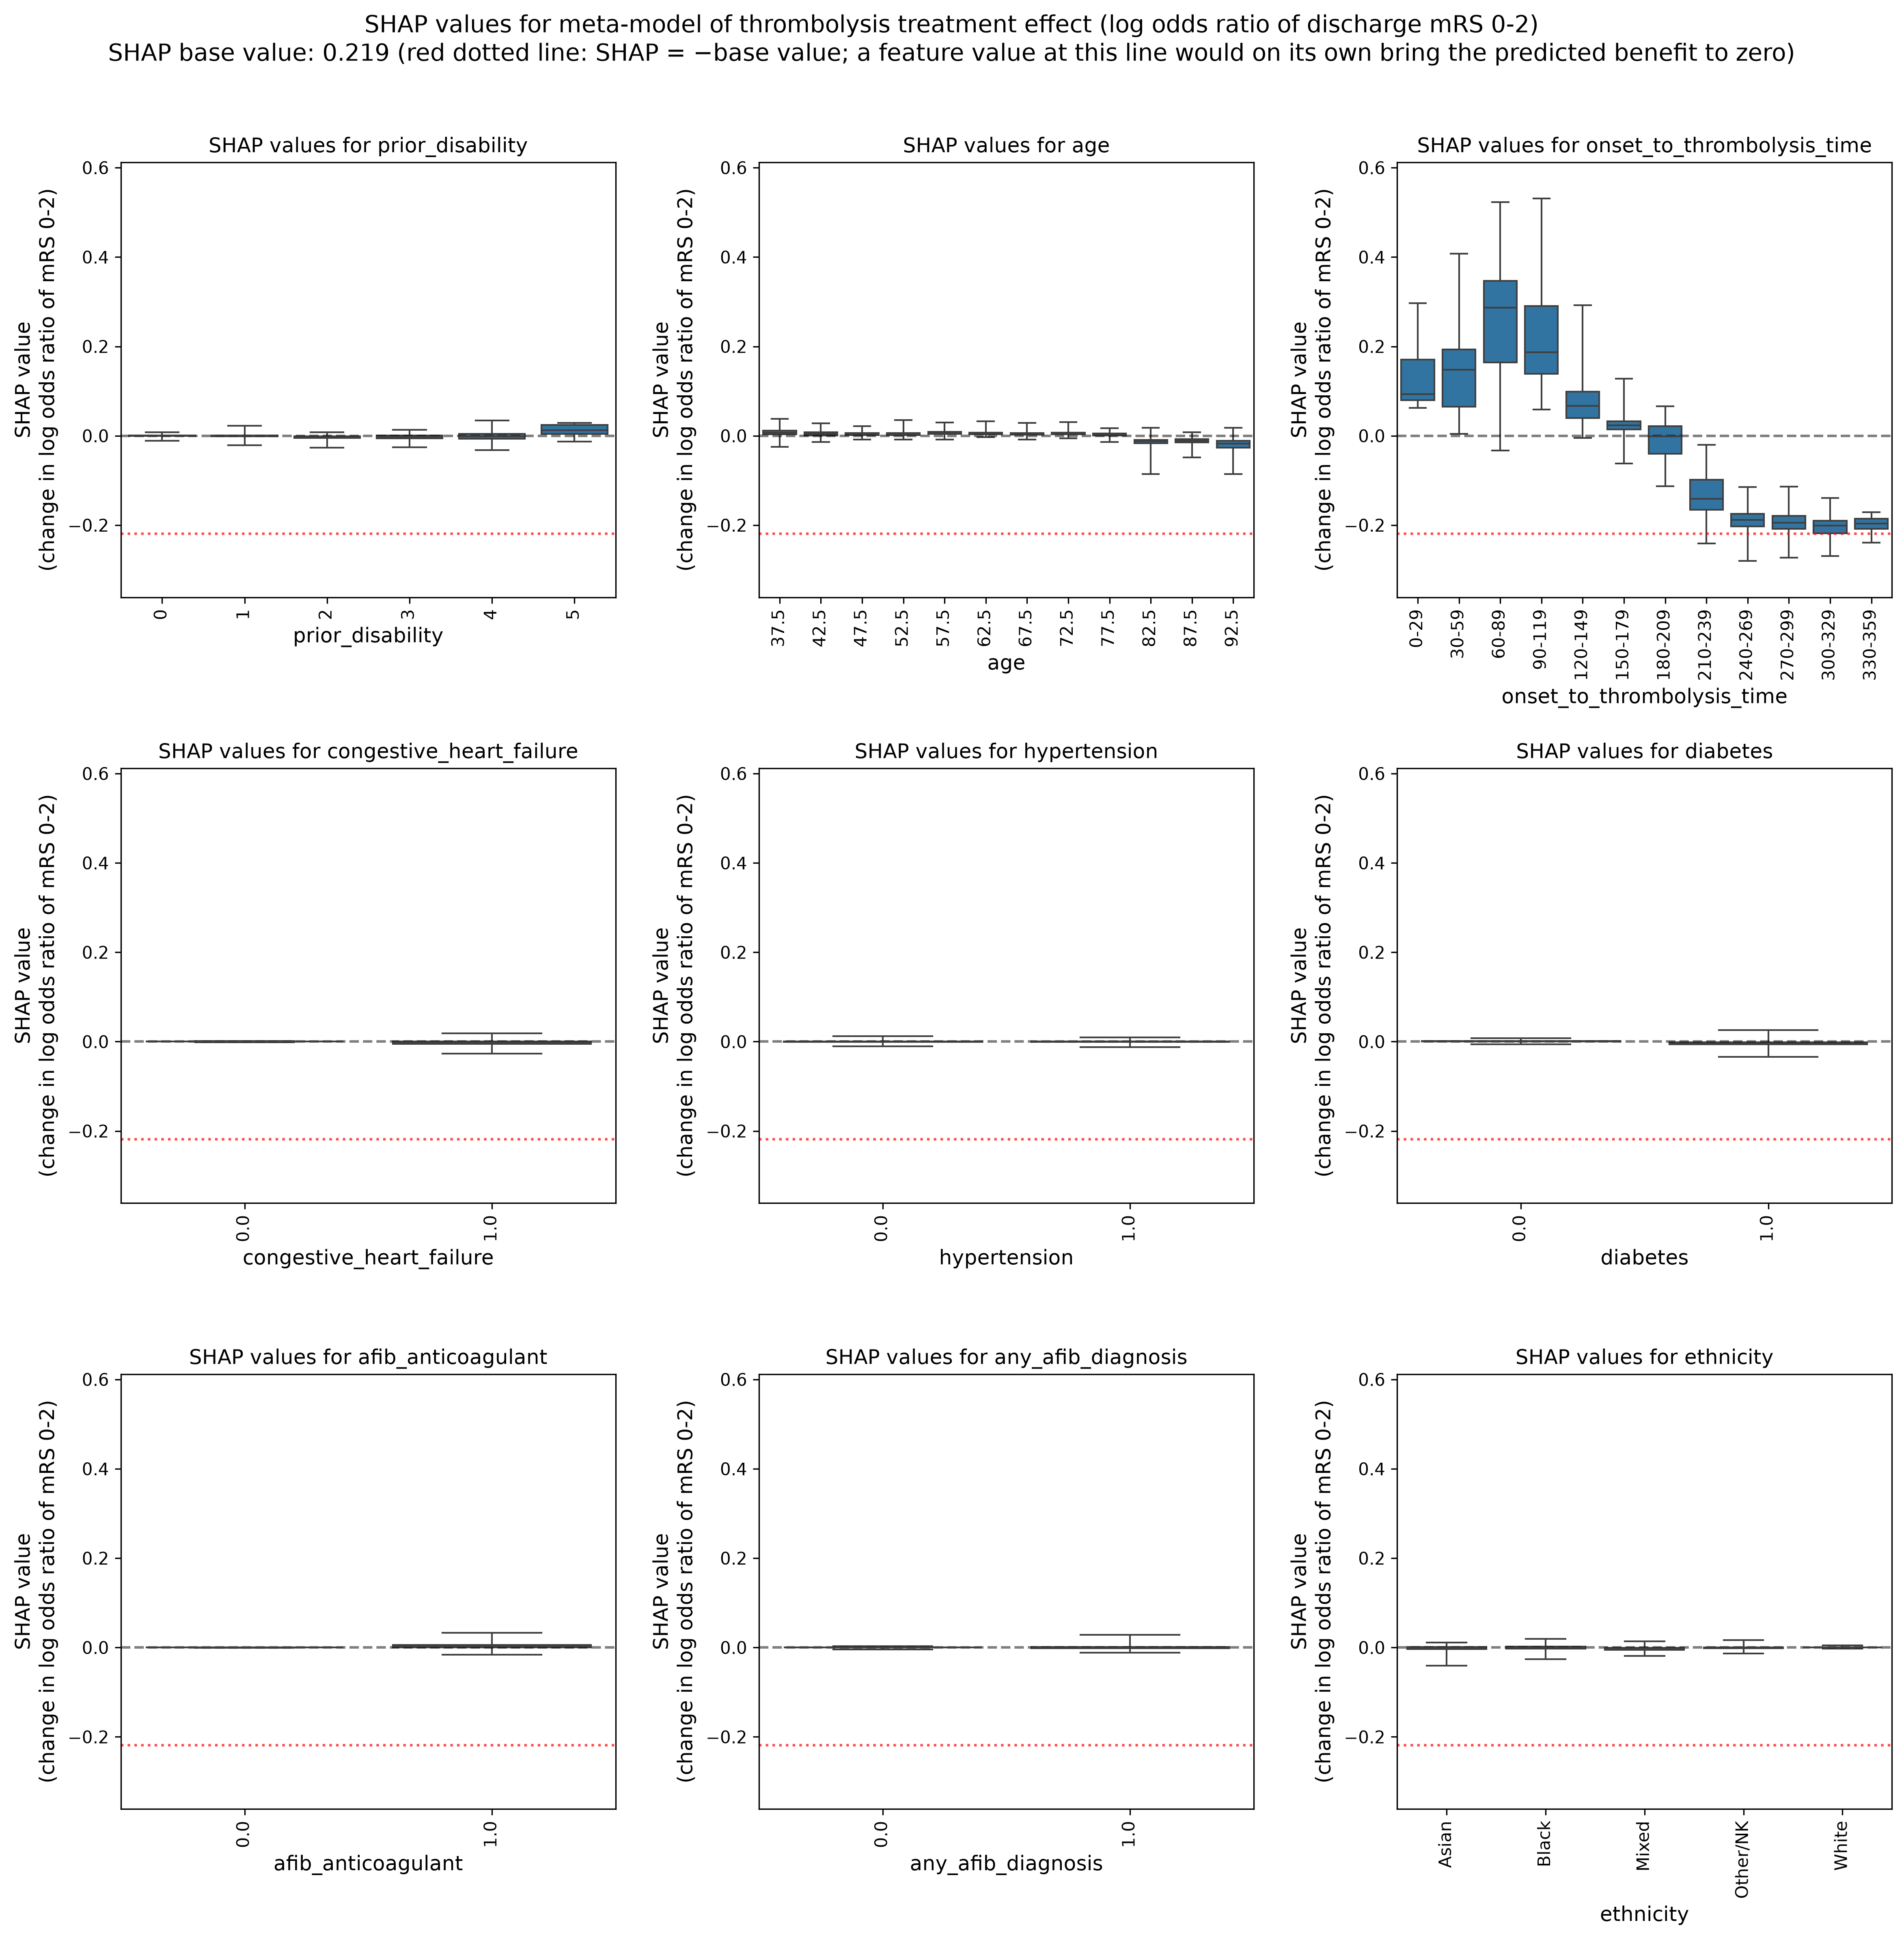 SHAP values for meta-model of thrombolysis treatment effect (log odds ratio of discharge mRS 0-2)
SHAP base value: 0.219 (red dotted line: SHAP = −base value; a feature value at this line would on its own bring the predicted benefit to zero)
SHAP values for prior_disability
SHAP value
(change in log odds ratio of mRS 0-2)
0.6
0.4
0.2
0.0
−0.2
0
1
2
3
4
5
prior_disability
SHAP values for age
SHAP value
(change in log odds ratio of mRS 0-2)
0.6
0.4
0.2
0.0
−0.2
37.5
42.5
47.5
52.5
57.5
62.5
67.5
72.5
77.5
82.5
87.5
92.5
age
SHAP values for onset_to_thrombolysis_time
SHAP value
(change in log odds ratio of mRS 0-2)
0.6
0.4
0.2
0.0
−0.2
0-29
30-59
60-89
90-119
120-149
150-179
180-209
210-239
240-269
270-299
300-329
330-359
onset_to_thrombolysis_time
SHAP values for congestive_heart_failure
SHAP value
(change in log odds ratio of mRS 0-2)
0.6
0.4
0.2
0.0
−0.2
0.0
1.0
congestive_heart_failure
SHAP values for hypertension
SHAP value
(change in log odds ratio of mRS 0-2)
0.6
0.4
0.2
0.0
−0.2
0.0
1.0
hypertension
SHAP values for diabetes
SHAP value
(change in log odds ratio of mRS 0-2)
0.6
0.4
0.2
0.0
−0.2
0.0
1.0
diabetes
SHAP values for afib_anticoagulant
SHAP value
(change in log odds ratio of mRS 0-2)
0.6
0.4
0.2
0.0
−0.2
0.0
1.0
afib_anticoagulant
SHAP values for any_afib_diagnosis
SHAP value
(change in log odds ratio of mRS 0-2)
0.6
0.4
0.2
0.0
−0.2
0.0
1.0
any_afib_diagnosis
SHAP values for ethnicity
SHAP value
(change in log odds ratio of mRS 0-2)
0.6
0.4
0.2
0.0
−0.2
Asian
Black
Mixed
Other/NK
White
ethnicity